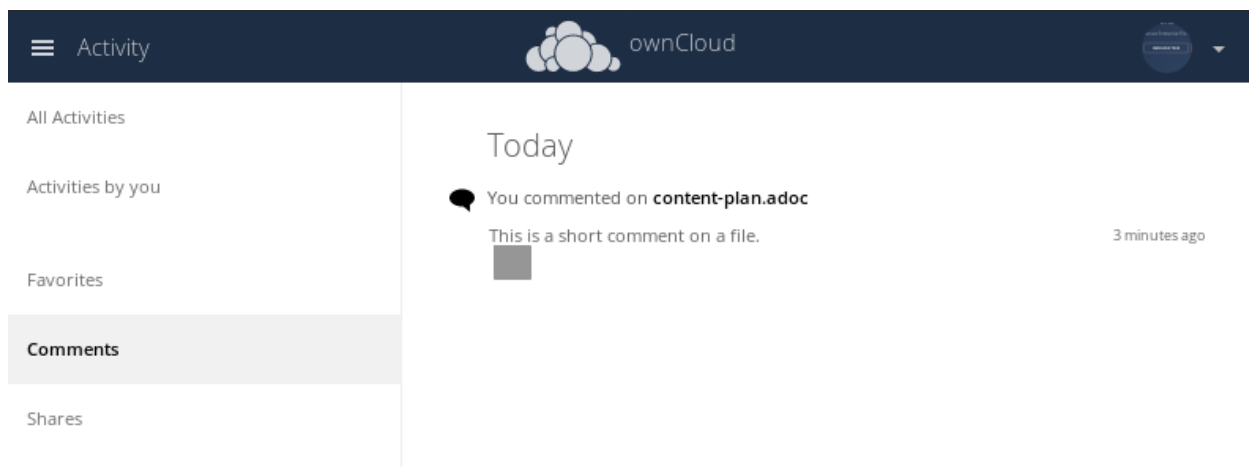 Activity
ownCloud
All Activities
Activities by you
Favorites
Comments
Shares
Today
You commented on content-plan.adoc
This is a short comment on a file.
3 minutes ago